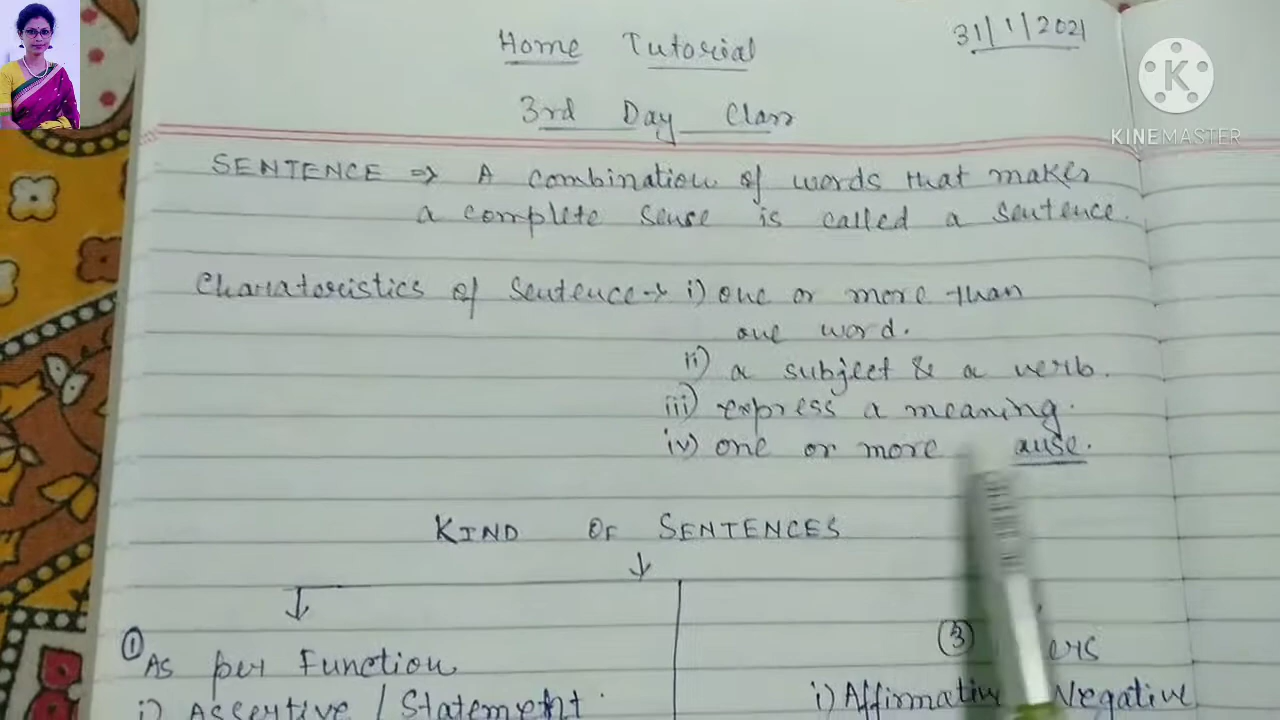 Home Tutorial
31/1/2021
K
KINEMASTER
3rd Day Class
SENTENCE ⇒ A combination of words that makes
a complete sense is called a sentence.
Charatoristics of Sentence → i) one or more than
one word.
ii) a subject & a verb.
iii) express a meaning.
iv) one or more
KIND OF SENTENCES
↓
① As per Function
③
i) Assertive / Statement
i) Affirmative Negative